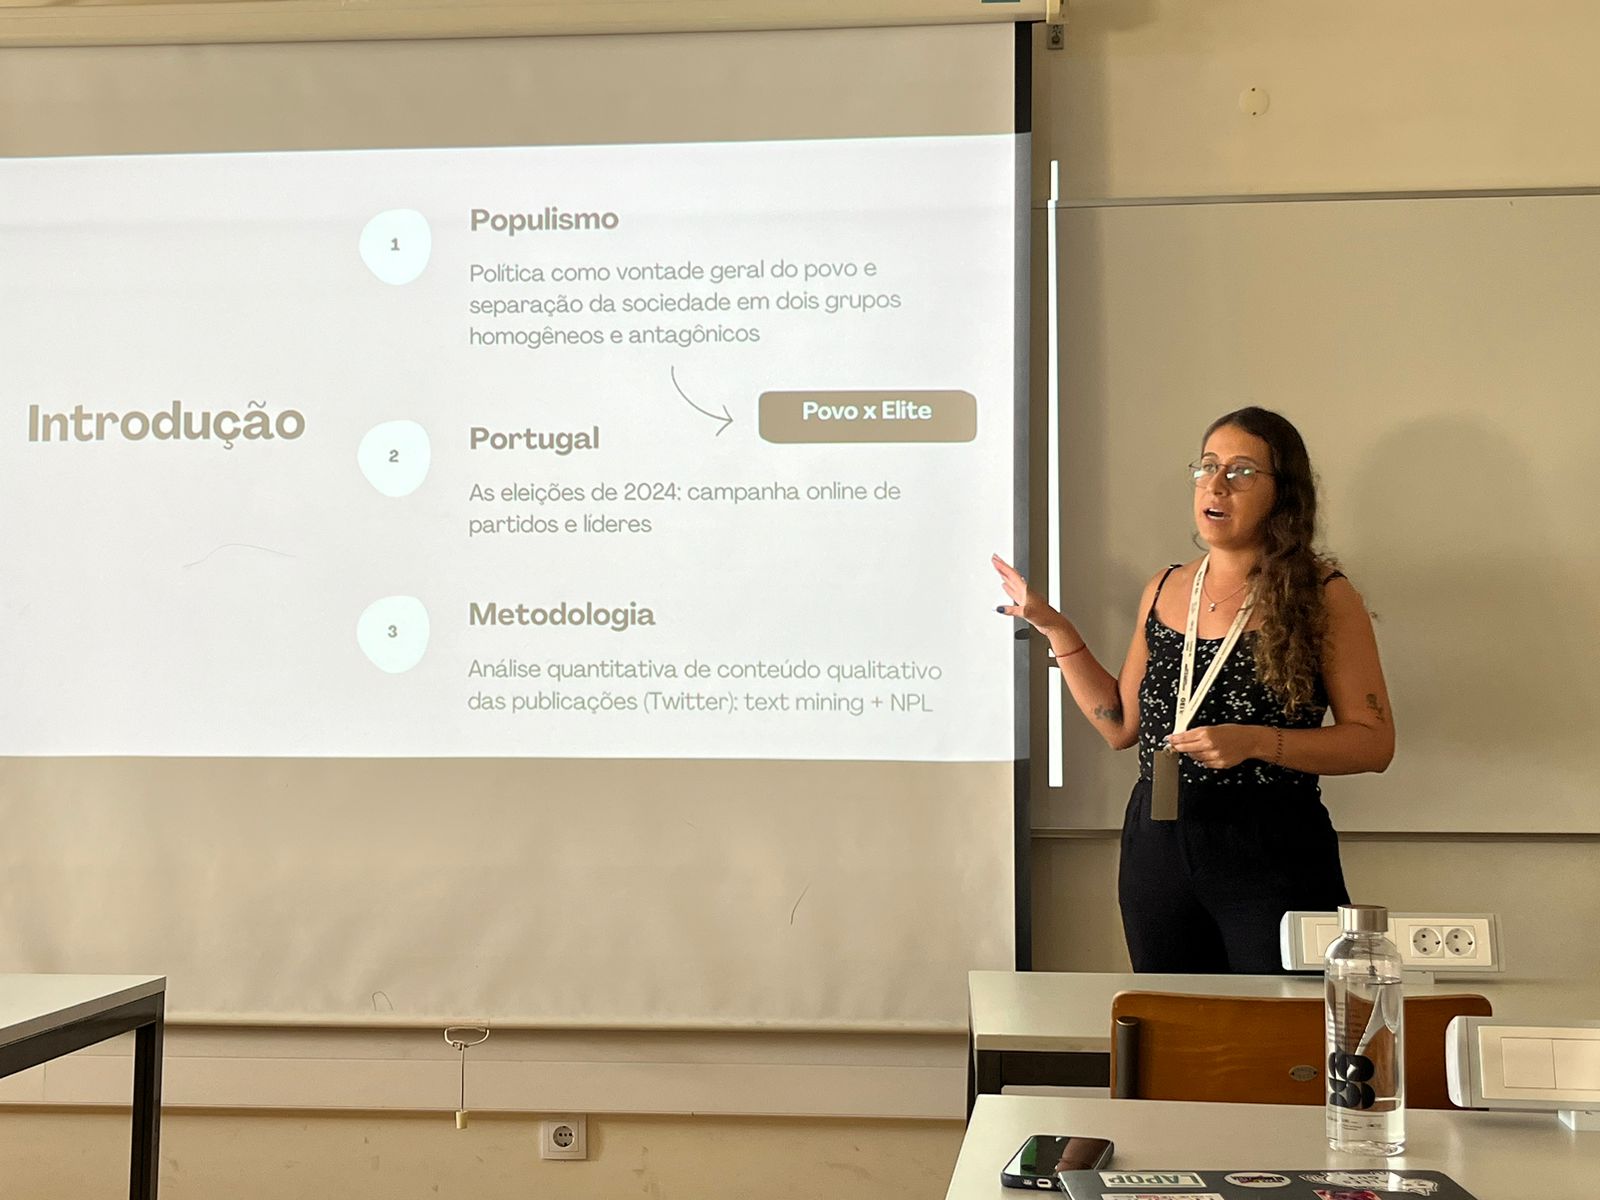 Introdução
1
Populismo
Política como vontade geral do povo e
separação da sociedade em dois grupos
homogêneos e antagônicos
Povo x Elite
2
Portugal
As eleições de 2024: campanha online de
partidos e líderes
3
Metodologia
Análise quantitativa de conteúdo qualitativo
das publicações (Twitter): text mining + NPL
LAPOP